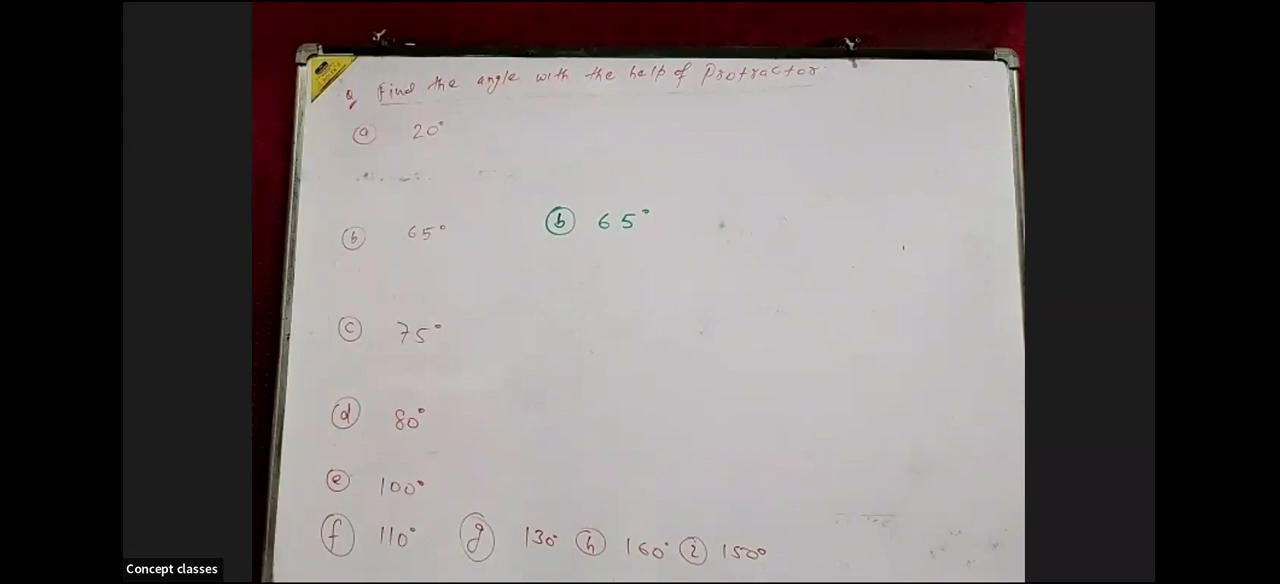 Q Find the angle with the help of Protractor.
(a) 20°
(b) 65° (b) 65°
(c) 75°
(d) 80°
(e) 100°
(f) 110° (g) 130° (h) 160° (i) 150°
Concept classes